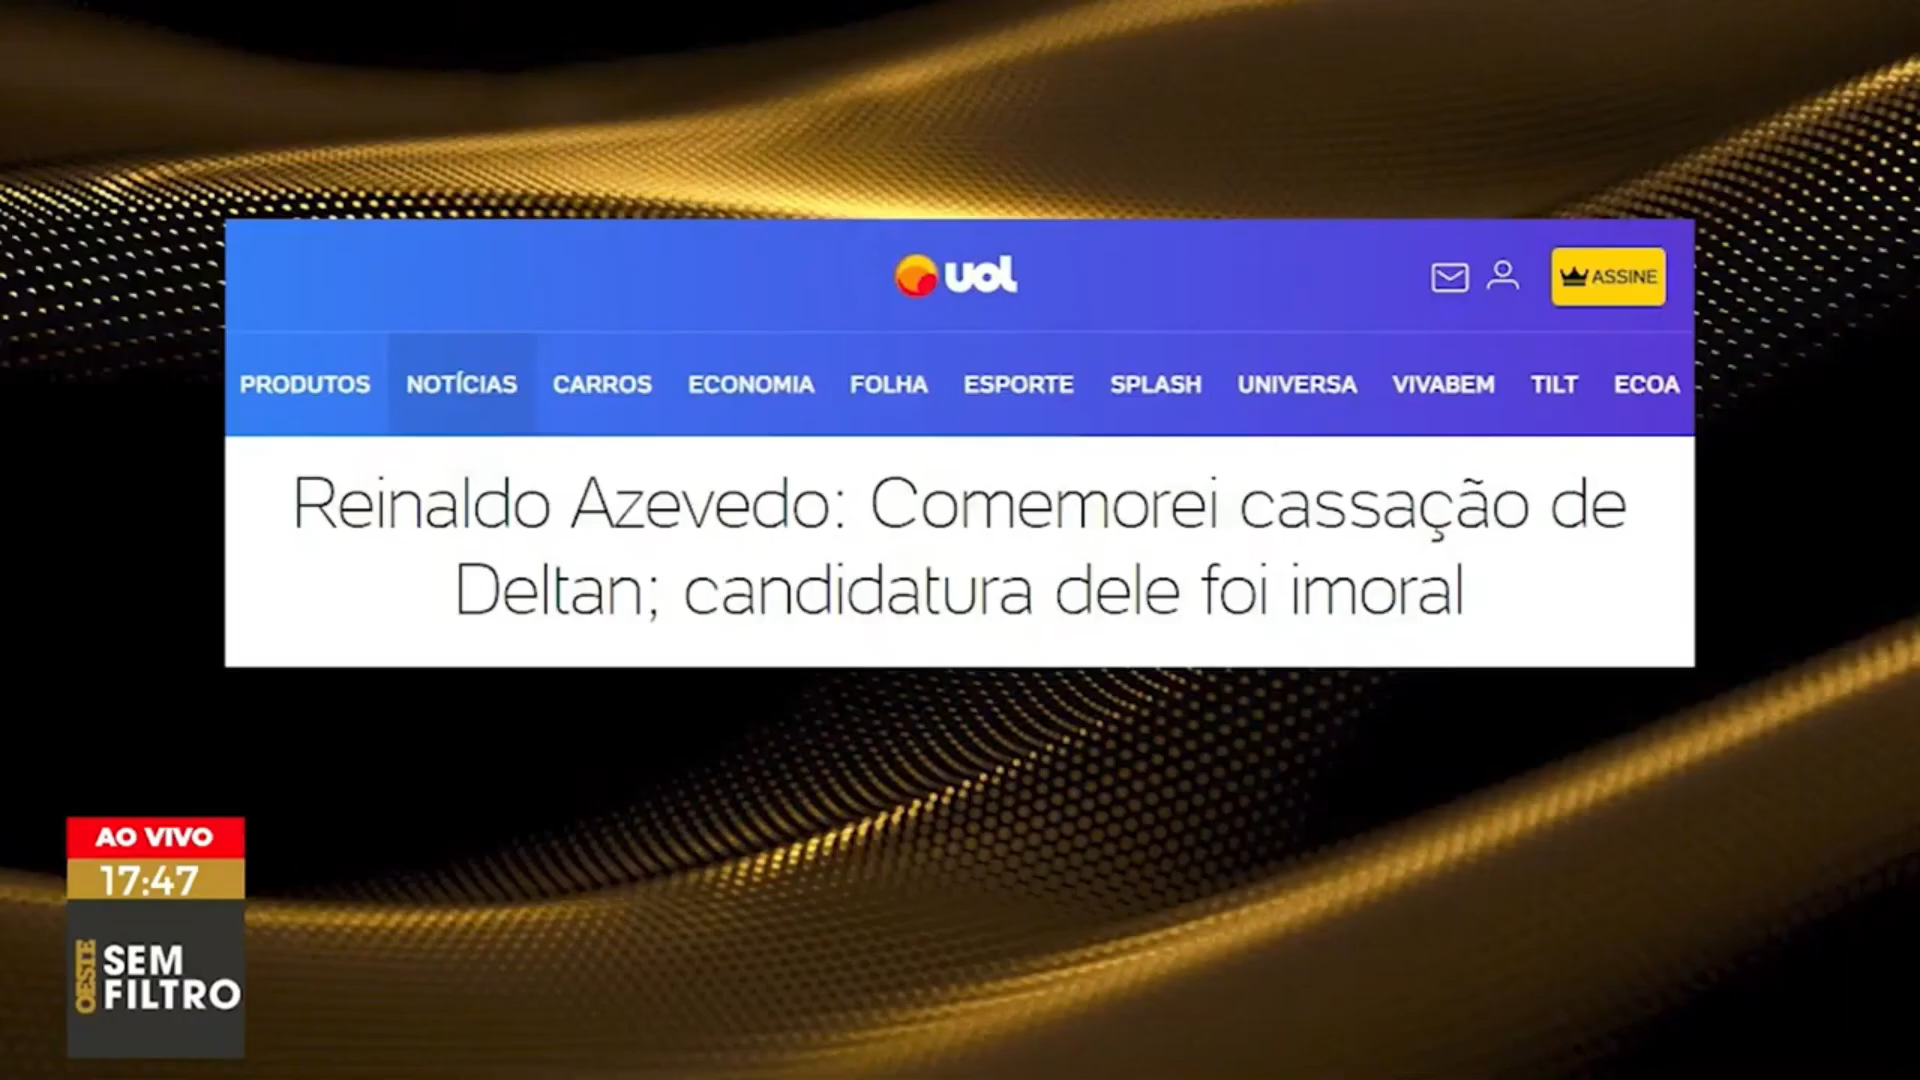 uol
ASSINE
PRODUTOS NOTÍCIAS CARROS ECONOMIA FOLHA ESPORTE SPLASH UNIVERSA VIVABEM TILT ECOA
Reinaldo Azevedo: Comemorei cassação de
Deltan; candidatura dele foi imoral
AO VIVO
17:47
OESTE
SEM
FILTRO